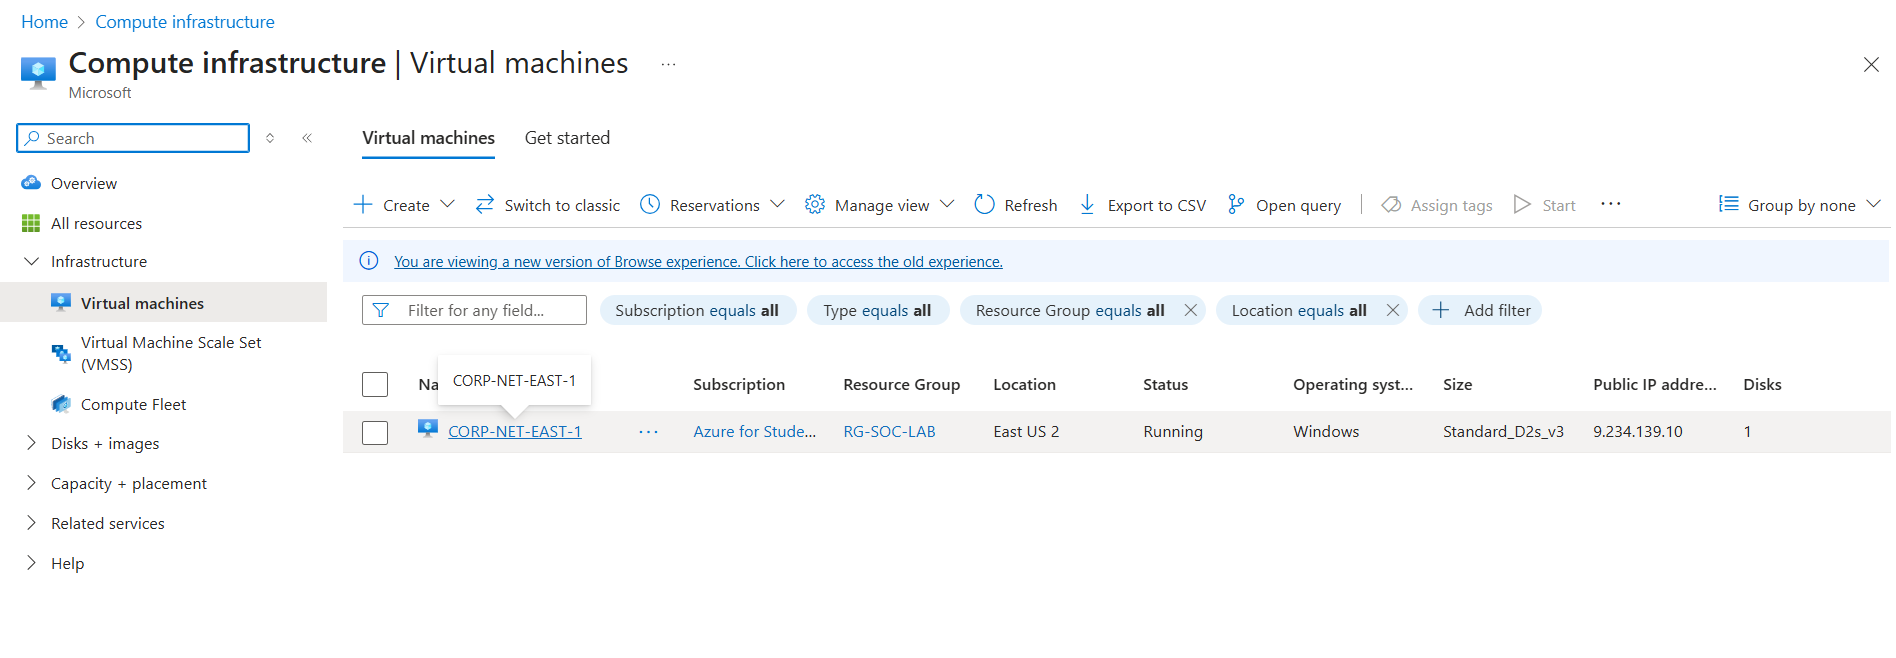 Home > Compute infrastructure
Compute infrastructure | Virtual machines ...
Microsoft
Search
Overview
All resources
Infrastructure
Virtual machines
Virtual Machine Scale Set
(VMSS)
Compute Fleet
Disks + images
Capacity + placement
Related services
Help
Virtual machines Get started
Create Switch to classic Reservations Manage view Refresh Export to CSV Open query Assign tags Start ... Group by none
You are viewing a new version of Browse experience. Click here to access the old experience.
Filter for any field... Subscription equals all Type equals all Resource Group equals all Location equals all Add filter
CORP-NET-EAST-1
Subscription Resource Group Location Status Operating syst... Size Public IP addre... Disks
CORP-NET-EAST-1 ... Azure for Stude... RG-SOC-LAB East US 2 Running Windows Standard_D2s_v3 9.234.139.10 1